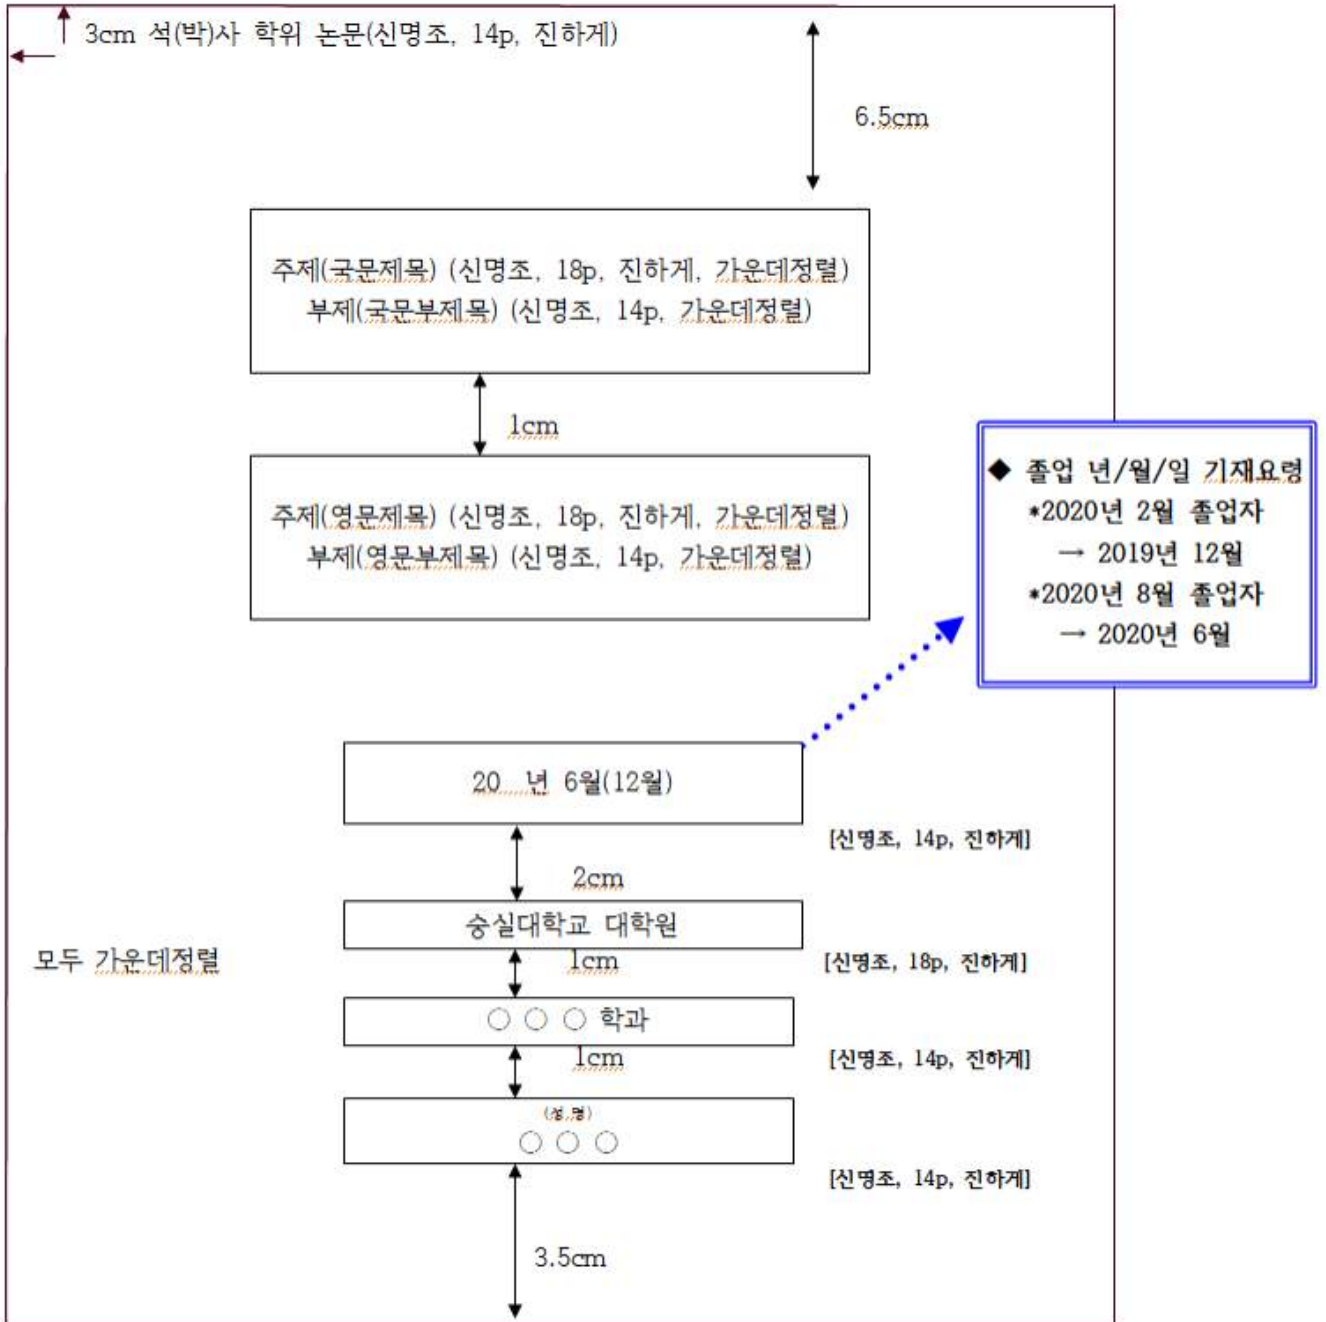 3cm 석(박)사 학위 논문(신명조, 14p, 진하게)
6.5cm
주제(국문제목) (신명조, 18p, 진하게, 가운데정렬)
부제(국문부제목) (신명조, 14p, 가운데정렬)
1cm
주제(영문제목) (신명조, 18p, 진하게, 가운데정렬)
부제(영문부제목) (신명조, 14p, 가운데정렬)
◆ 졸업 년/월/일 기재요령
*2020년 2월 졸업자
→ 2019년 12월
*2020년 8월 졸업자
→ 2020년 6월
20 년 6월(12월)
[신명조, 14p, 진하게]
2cm
숭실대학교 대학원
모두 가운데정렬
1cm
[신명조, 18p, 진하게]
○ ○ ○ 학과
1cm
[신명조, 14p, 진하게]
(성 명)
○ ○ ○
[신명조, 14p, 진하게]
3.5cm